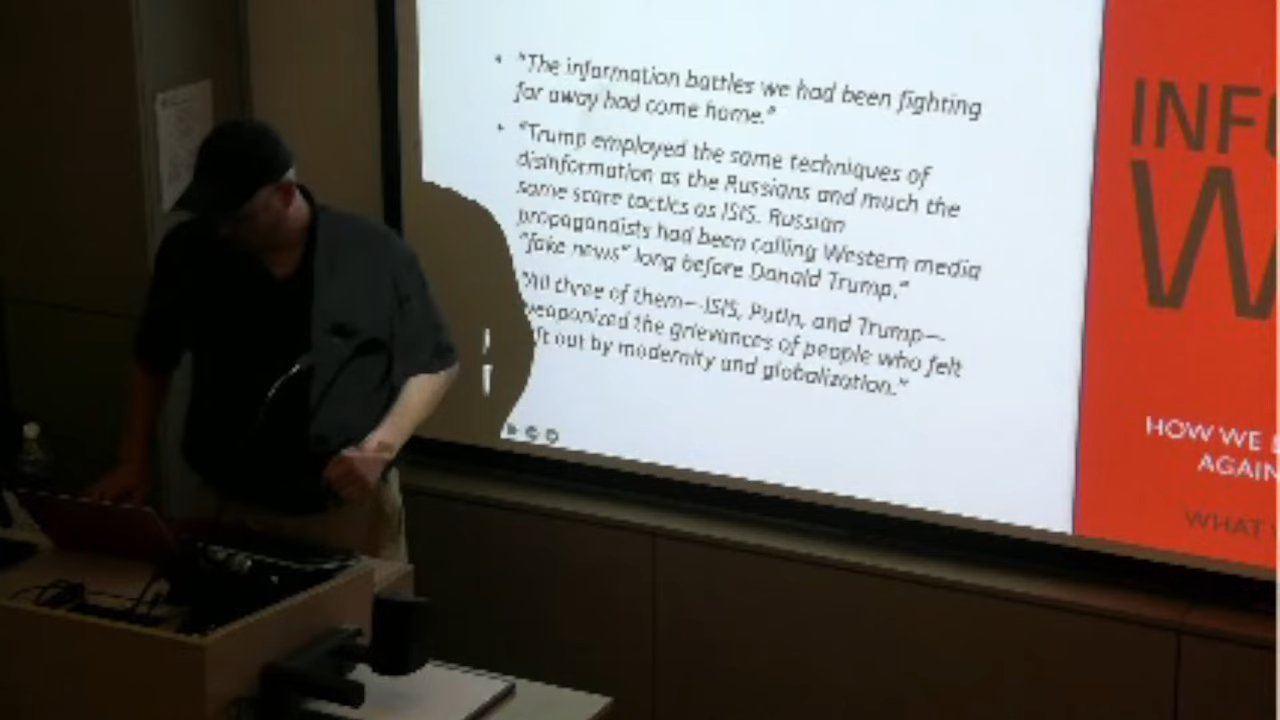 • "The information battles we had been fighting
far away had come home."
• "Trump employed the same techniques of
disinformation as the Russians and much the
same scare tactics as ISIS. Russian
propagandists had been calling Western media
"fake news" long before Donald Trump."
"All three of them—ISIS, Putin, and Trump—
weaponized the grievances of people who felt
ft out by modernity and globalization."
INF
W
HOW WE
AGAIN
WHAT